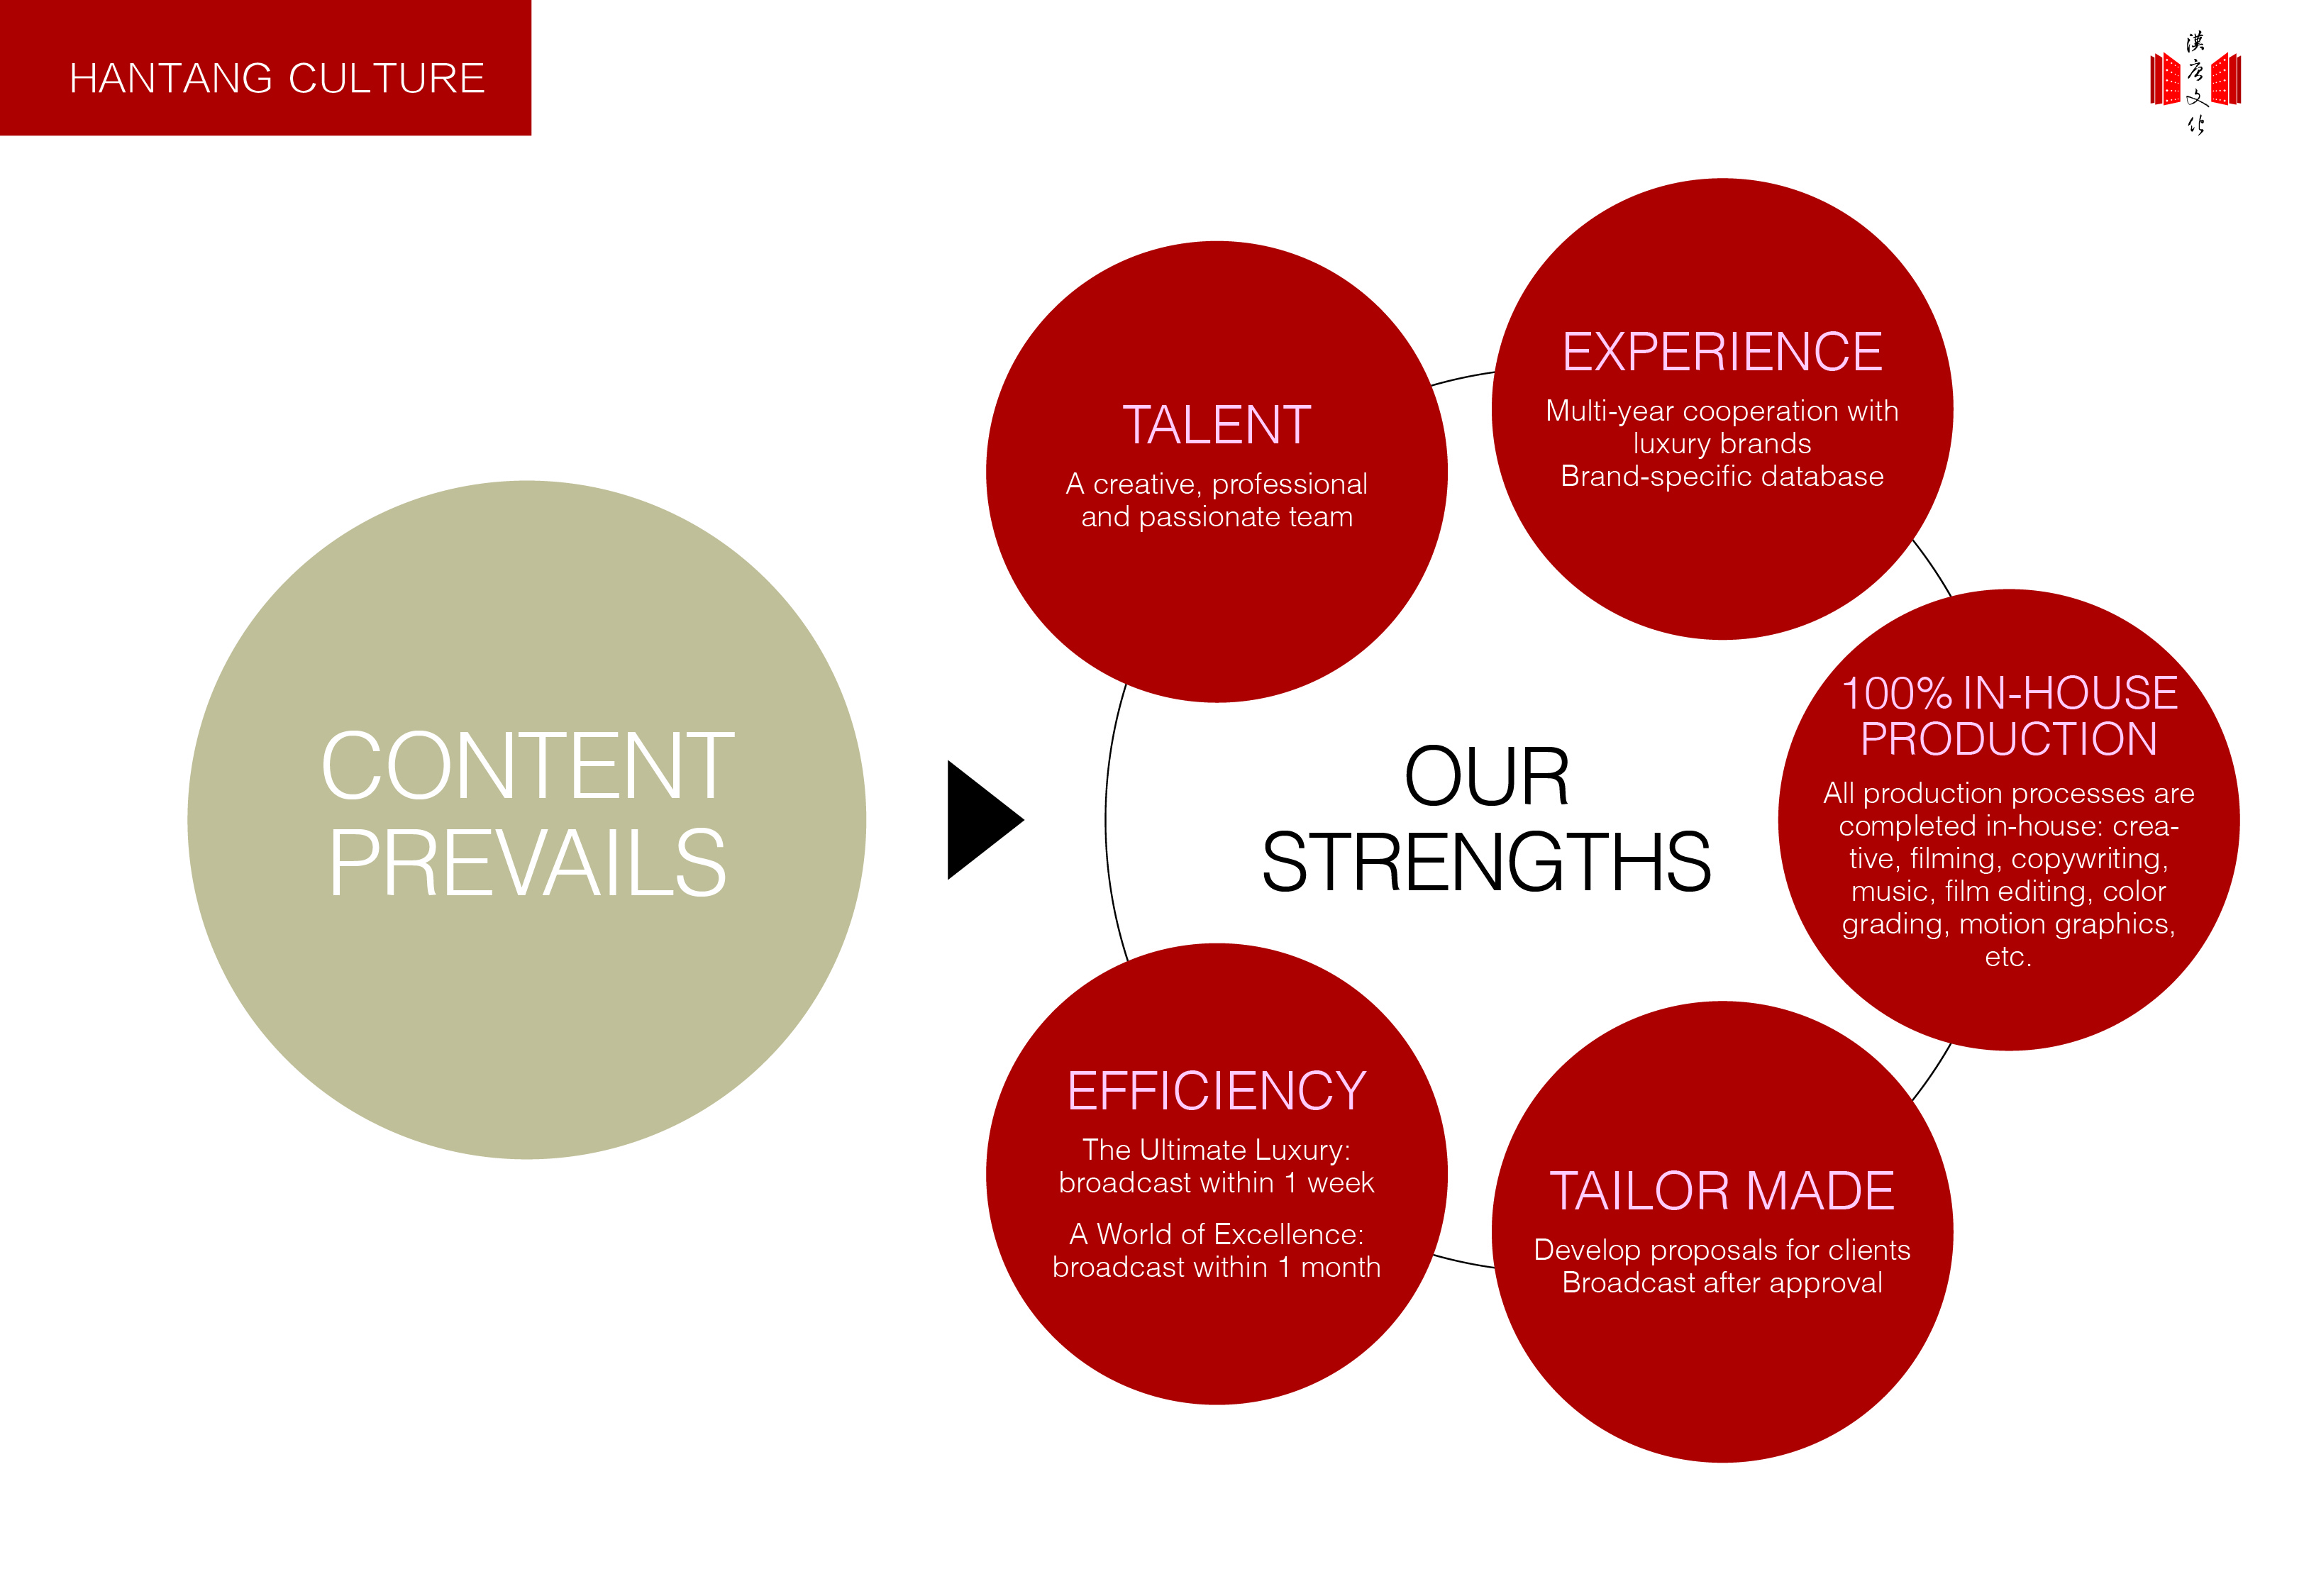 HANTANG CULTURE
漢
唐
文
化
CONTENT
PREVAILS
OUR
STRENGTHS
TALENT
A creative, professional
and passionate team
EXPERIENCE
Multi-year cooperation with
luxury brands
Brand-specific database
100% IN-HOUSE
PRODUCTION
All production processes are
completed in-house: crea-
tive, filming, copywriting,
music, film editing, color
grading, motion graphics,
etc.
TAILOR MADE
Develop proposals for clients
Broadcast after approval
EFFICIENCY
The Ultimate Luxury:
broadcast within 1 week
A World of Excellence:
broadcast within 1 month